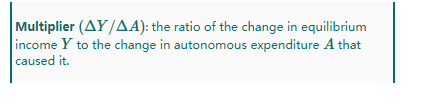 Multiplier (ΔY/ΔA): the ratio of the change in equilibrium
income Y to the change in autonomous expenditure A that
caused it.